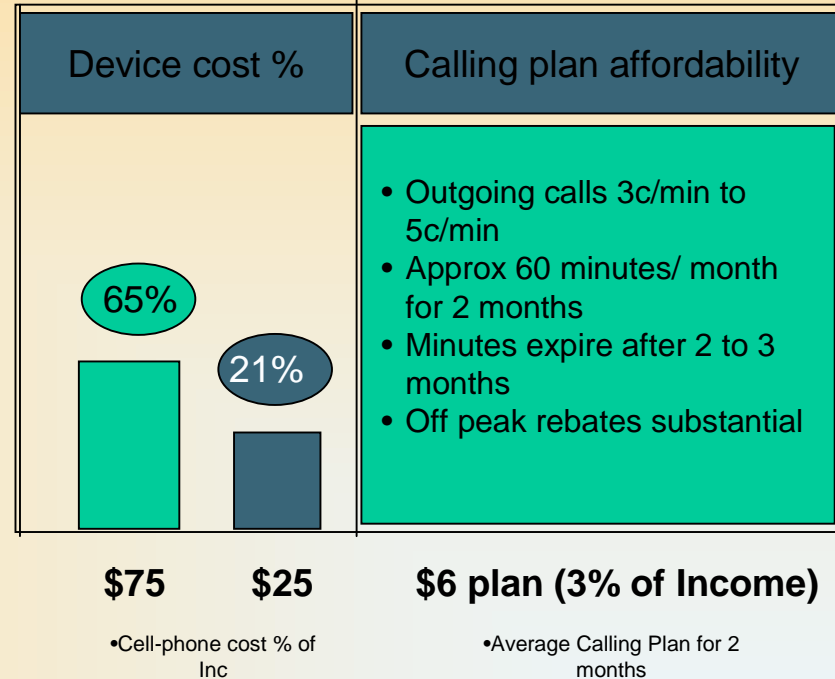 Device cost %
Calling plan affordability
• Outgoing calls 3c/min to
5c/min
• Approx 60 minutes/ month
for 2 months
• Minutes expire after 2 to 3
months
• Off peak rebates substantial
65%
21%
$75
$25
$6 plan (3% of Income)
•Cell-phone cost % of
Inc
•Average Calling Plan for 2
months